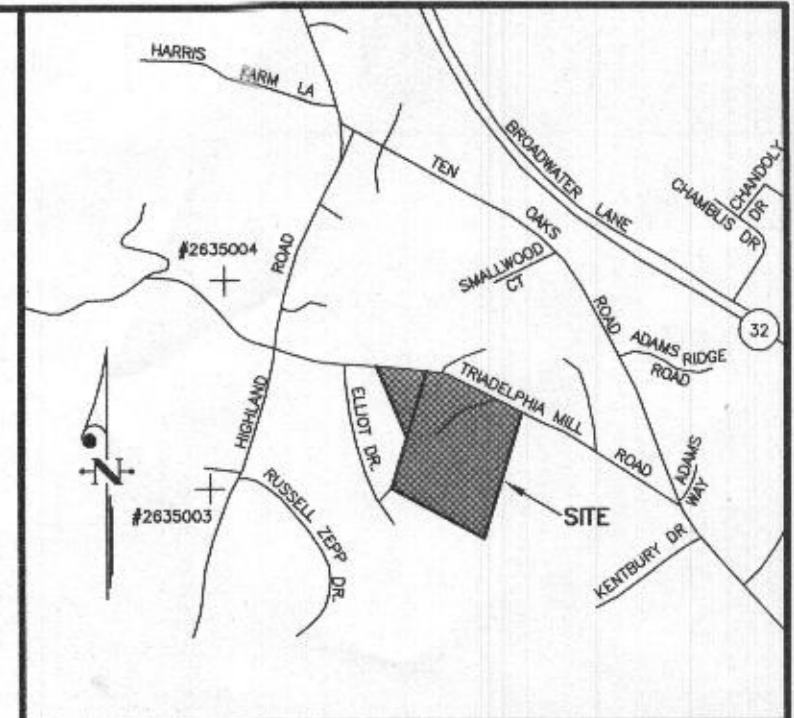 HARRIS
FARM LA
BROADWATER LANE
CHANDOLY
DR
CHAMBLIS DR
TEN
OAKS
ROAD
#2635004
ROAD
HIGHLAND
SMALLWOOD
CT
32
ADAMS RIDGE
ROAD
TRIADELPHIA MILL
ROAD
ELLIOT DR.
N
ADAMS
WAY
RUSSELL ZEPP
DR.
#2635003
SITE
KENTBURY DR